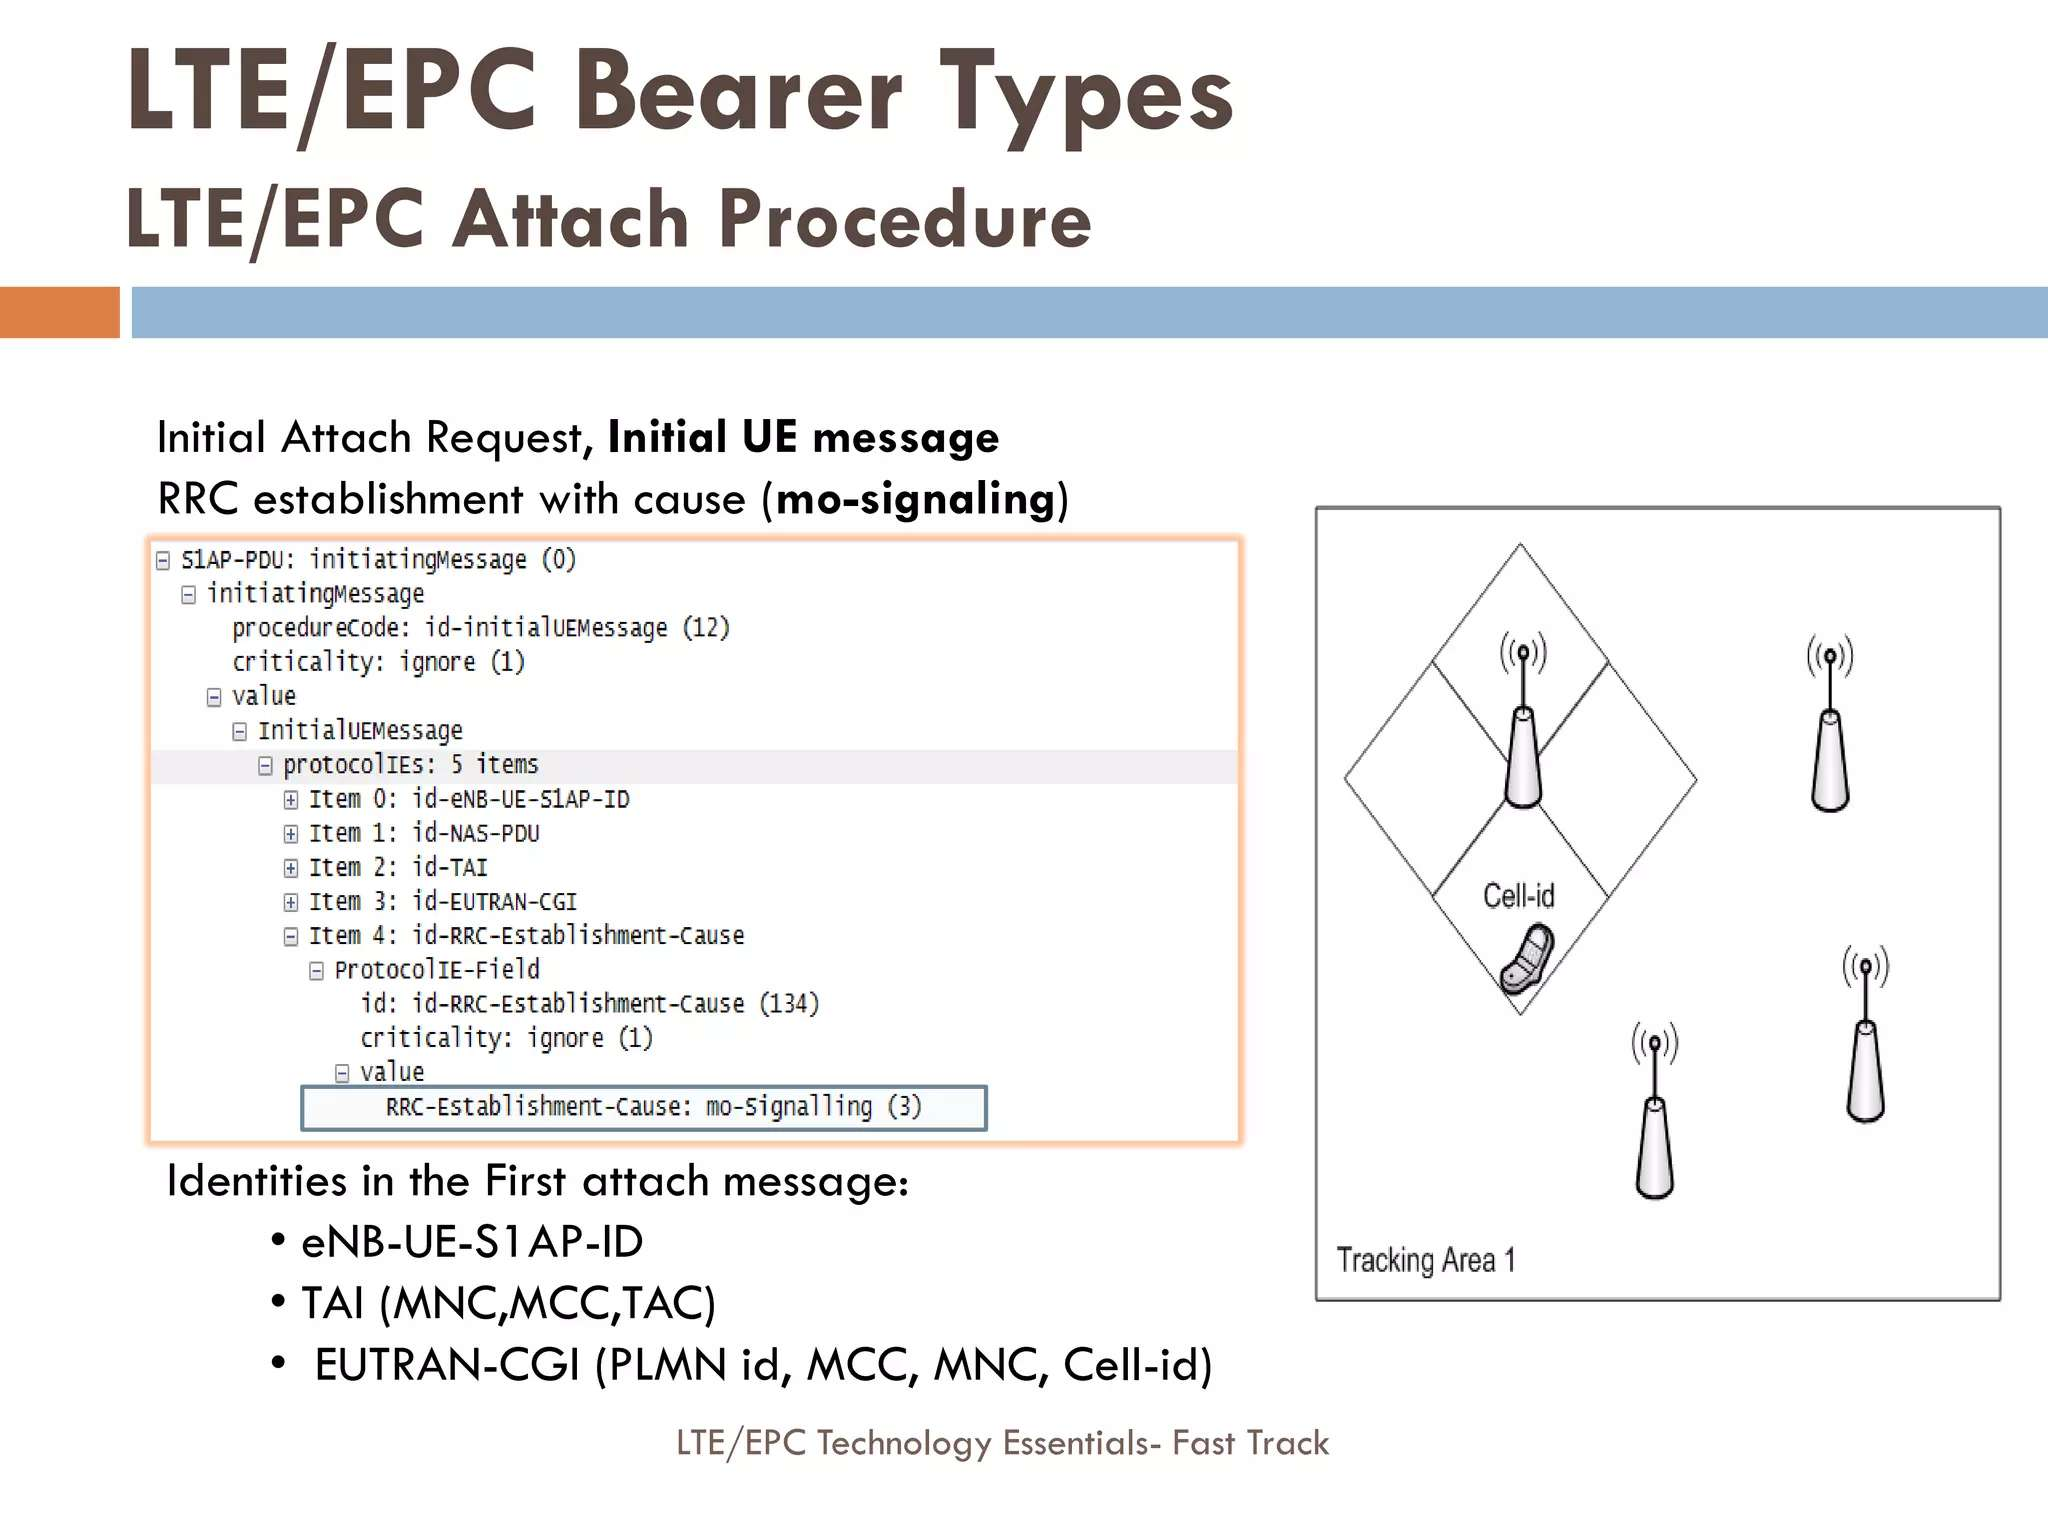 LTE/EPC Bearer Types
LTE/EPC Attach Procedure
Initial Attach Request, Initial UE message
RRC establishment with cause (mo-signaling)
S1AP-PDU: initiatingMessage (0)
initiatingMessage
procedureCode: id-initialUEMessage (12)
criticality: ignore (1)
value
InitialUEMessage
protocolIEs: 5 items
Item 0: id-eNB-UE-S1AP-ID
Item 1: id-NAS-PDU
Item 2: id-TAI
Item 3: id-EUTRAN-CGI
Item 4: id-RRC-Establishment-Cause
ProtocolIE-Field
id: id-RRC-Establishment-Cause (134)
criticality: ignore (1)
value
RRC-Establishment-Cause: mo-Signalling (3)
Cell-id
Tracking Area 1
Identities in the First attach message:
• eNB-UE-S1AP-ID
• TAI (MNC,MCC,TAC)
• EUTRAN-CGI (PLMN id, MCC, MNC, Cell-id)
LTE/EPC Technology Essentials- Fast Track